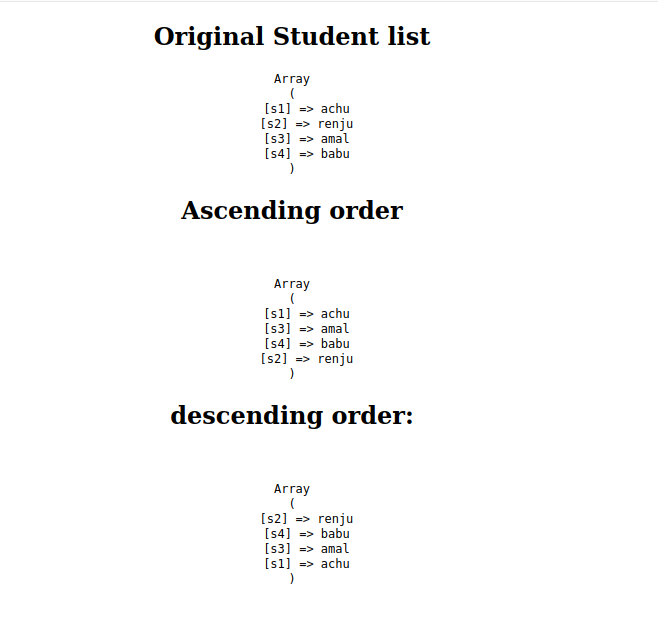 Original Student list
Array
(
[s1] => achu
[s2] => renju
[s3] => amal
[s4] => babu
)
Ascending order
Array
(
[s1] => achu
[s3] => amal
[s4] => babu
[s2] => renju
)
descending order:
Array
(
[s2] => renju
[s4] => babu
[s3] => amal
[s1] => achu
)